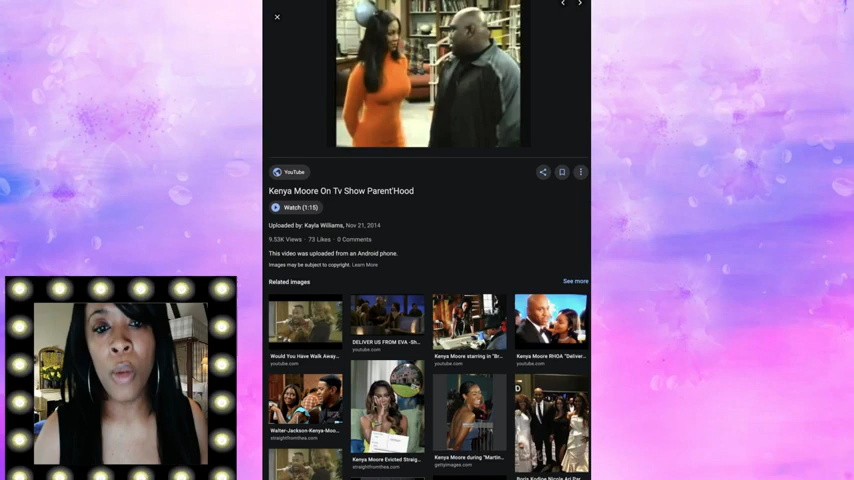 YouTube
Kenya Moore On Tv Show Parent'Hood
Watch (1:15)
Uploaded by: Kayla Williams, Nov 21, 2014
9.53K Views · 73 Likes · 0 Comments
This video was uploaded from an Android phone.
Images may be subject to copyright. Learn More
Related images
See more
Would You Have Walk Away...
youtube.com
DELIVER US FROM EVA -Sh...
youtube.com
Kenya Moore starring in "Br...
youtube.com
Kenya Moore RHOA "Deliver...
youtube.com
Walter-Jackson-Kenya-Moo...
straightfromthea.com
Kenya Moore Evicted Straig...
straightfromthea.com
Kenya Moore during "Martin...
gettyimages.com
D